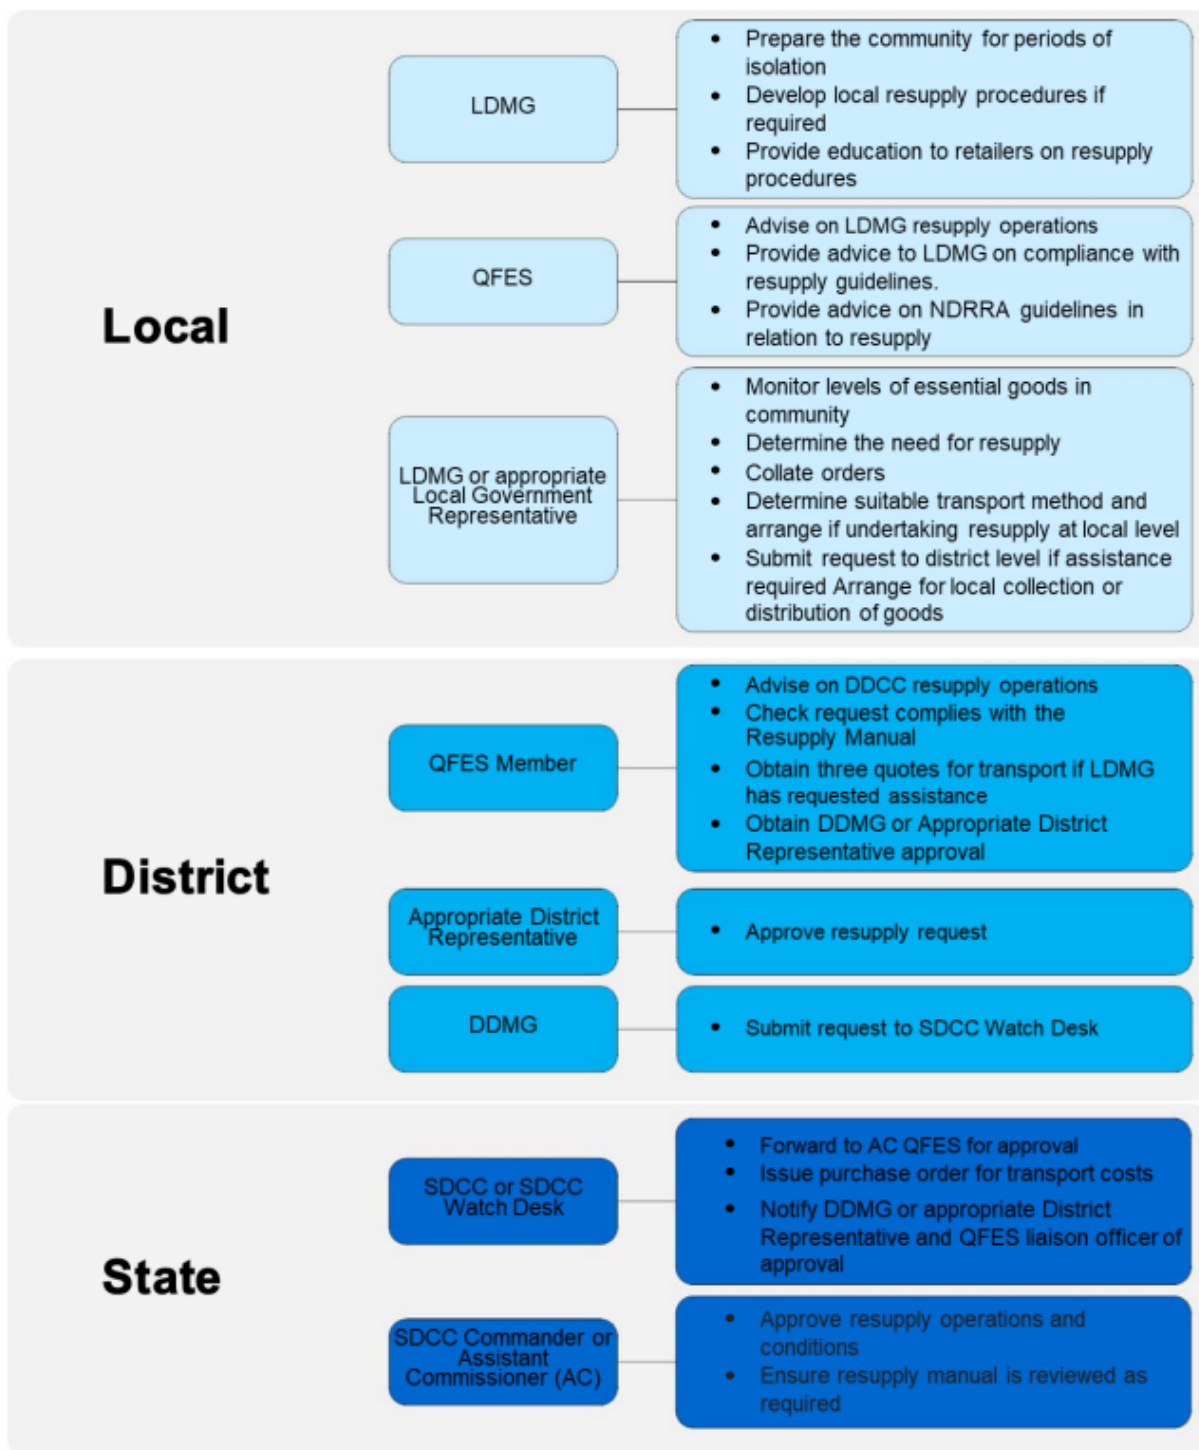 Local
LDMG
• Prepare the community for periods of
isolation
• Develop local resupply procedures if
required
• Provide education to retailers on resupply
procedures
QFES
• Advise on LDMG resupply operations
• Provide advice to LDMG on compliance with
resupply guidelines.
• Provide advice on NDRRA guidelines in
relation to resupply
LDMG or appropriate
Local Government
Representative
• Monitor levels of essential goods in
community
• Determine the need for resupply
• Collate orders
• Determine suitable transport method and
arrange if undertaking resupply at local level
• Submit request to district level if assistance
required Arrange for local collection or
distribution of goods
District
QFES Member
• Advise on DDCC resupply operations
• Check request complies with the
Resupply Manual
• Obtain three quotes for transport if LDMG
has requested assistance
• Obtain DDMG or Appropriate District
Representative approval
Appropriate District
Representative
• Approve resupply request
DDMG
• Submit request to SDCC Watch Desk
State
SDCC or SDCC
Watch Desk
• Forward to AC QFES for approval
• Issue purchase order for transport costs
• Notify DDMG or appropriate District
Representative and QFES liaison officer of
approval
SDCC Commander or
Assistant
Commissioner (AC)
• Approve resupply operations and
conditions
• Ensure resupply manual is reviewed as
required